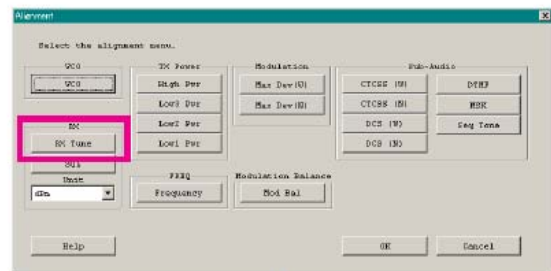 Alignment
Select the alignment menu.
VCO
VCO
RX
RX Tune
SQL
Unit
dBm
TX Power
High Pwr
Low3 Pwr
Low2 Pwr
Low1 Pwr
FREQ
Frequency
Modulation
Max Dev(W)
Max Dev(N)
Modulation Balance
Mod Bal
Sub-Audio
CTCSS (W)
CTCSS (N)
DCS (W)
DCS (N)
DTMF
MSK
Seq Tone
Help
OK
Cancel